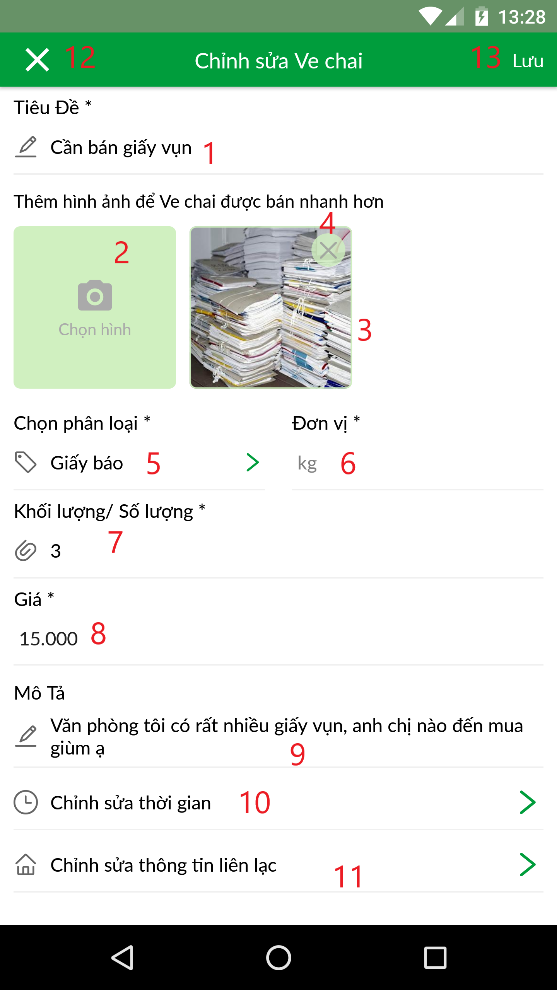 13:28
12 Chỉnh sửa Ve chai 13 Lưu
Tiêu Đề *
Cần bán giấy vụn 1
Thêm hình ảnh để Ve chai được bán nhanh hơn
4
2
Chọn hình
3
Chọn phân loại * Đơn vị *
Giấy báo 5 kg 6
Khối lượng/ Số lượng *
7
3
Giá *
15.000 8
Mô Tả
Văn phòng tôi có rất nhiều giấy vụn, anh chị nào đến mua
giùm ạ 9
Chỉnh sửa thời gian 10
Chỉnh sửa thông tin liên lạc 11